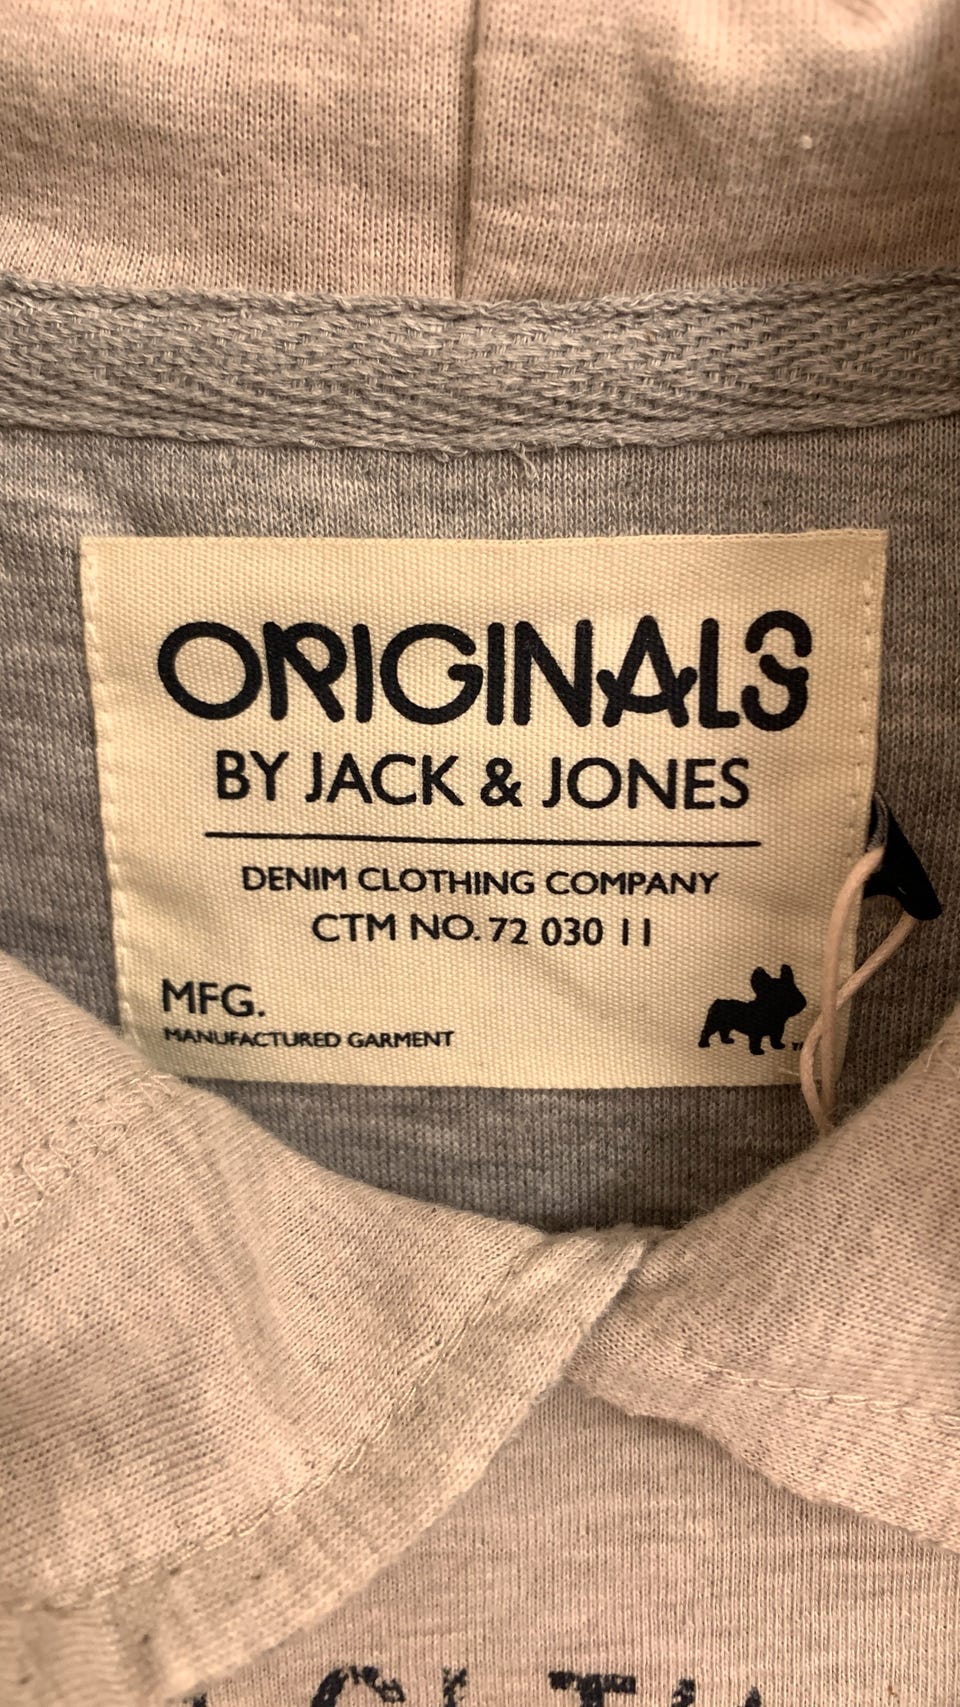 ORIGINALS
BY JACK & JONES
DENIM CLOTHING COMPANY
CTM NO. 72 030 11
MFG.
MANUFACTURED GARMENT